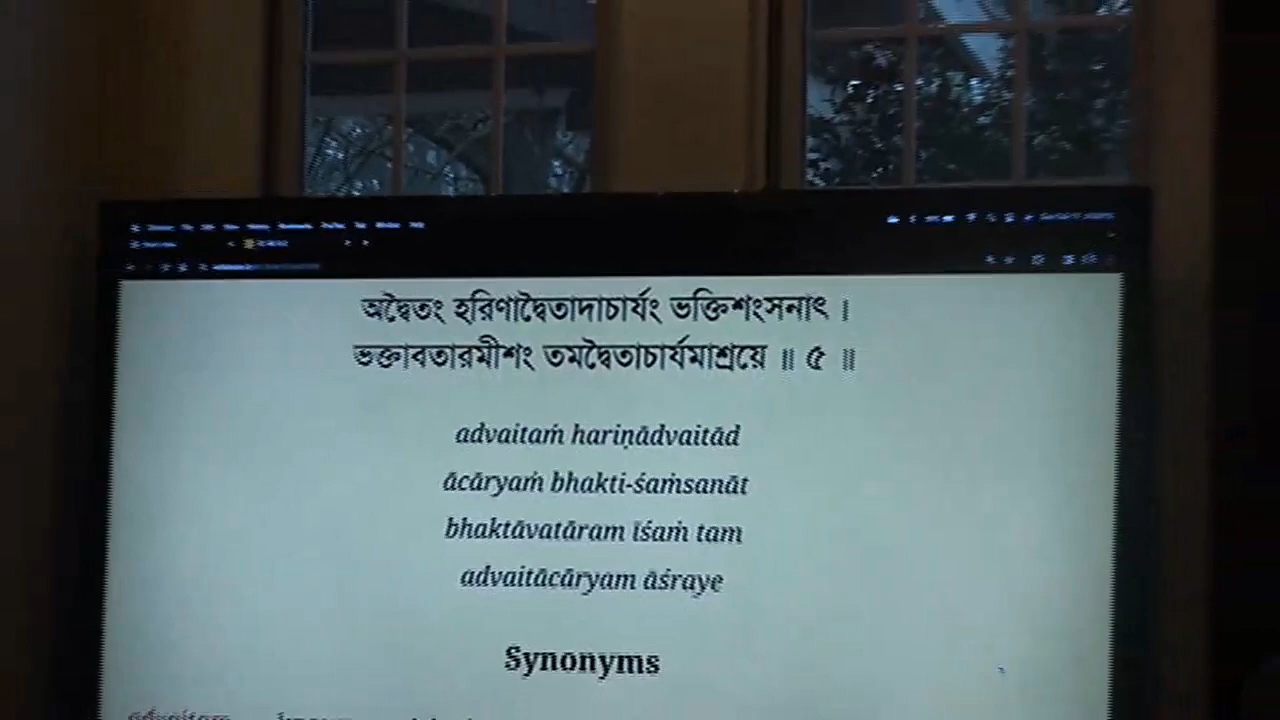 অদ্বৈতং হরিণাদ্বৈতাদাচার্যং ভক্তিশংসনাৎ ।
ভক্তাবতারমীশং তমদ্বৈতাচার্যমাশ্রয়ে ॥ ৫ ॥
advaitaṁ hariṇādvaitād
ācāryaṁ bhakti-śaṁsanāt
bhaktāvatāram īśaṁ tam
advaitācāryam āśraye
Synonyms